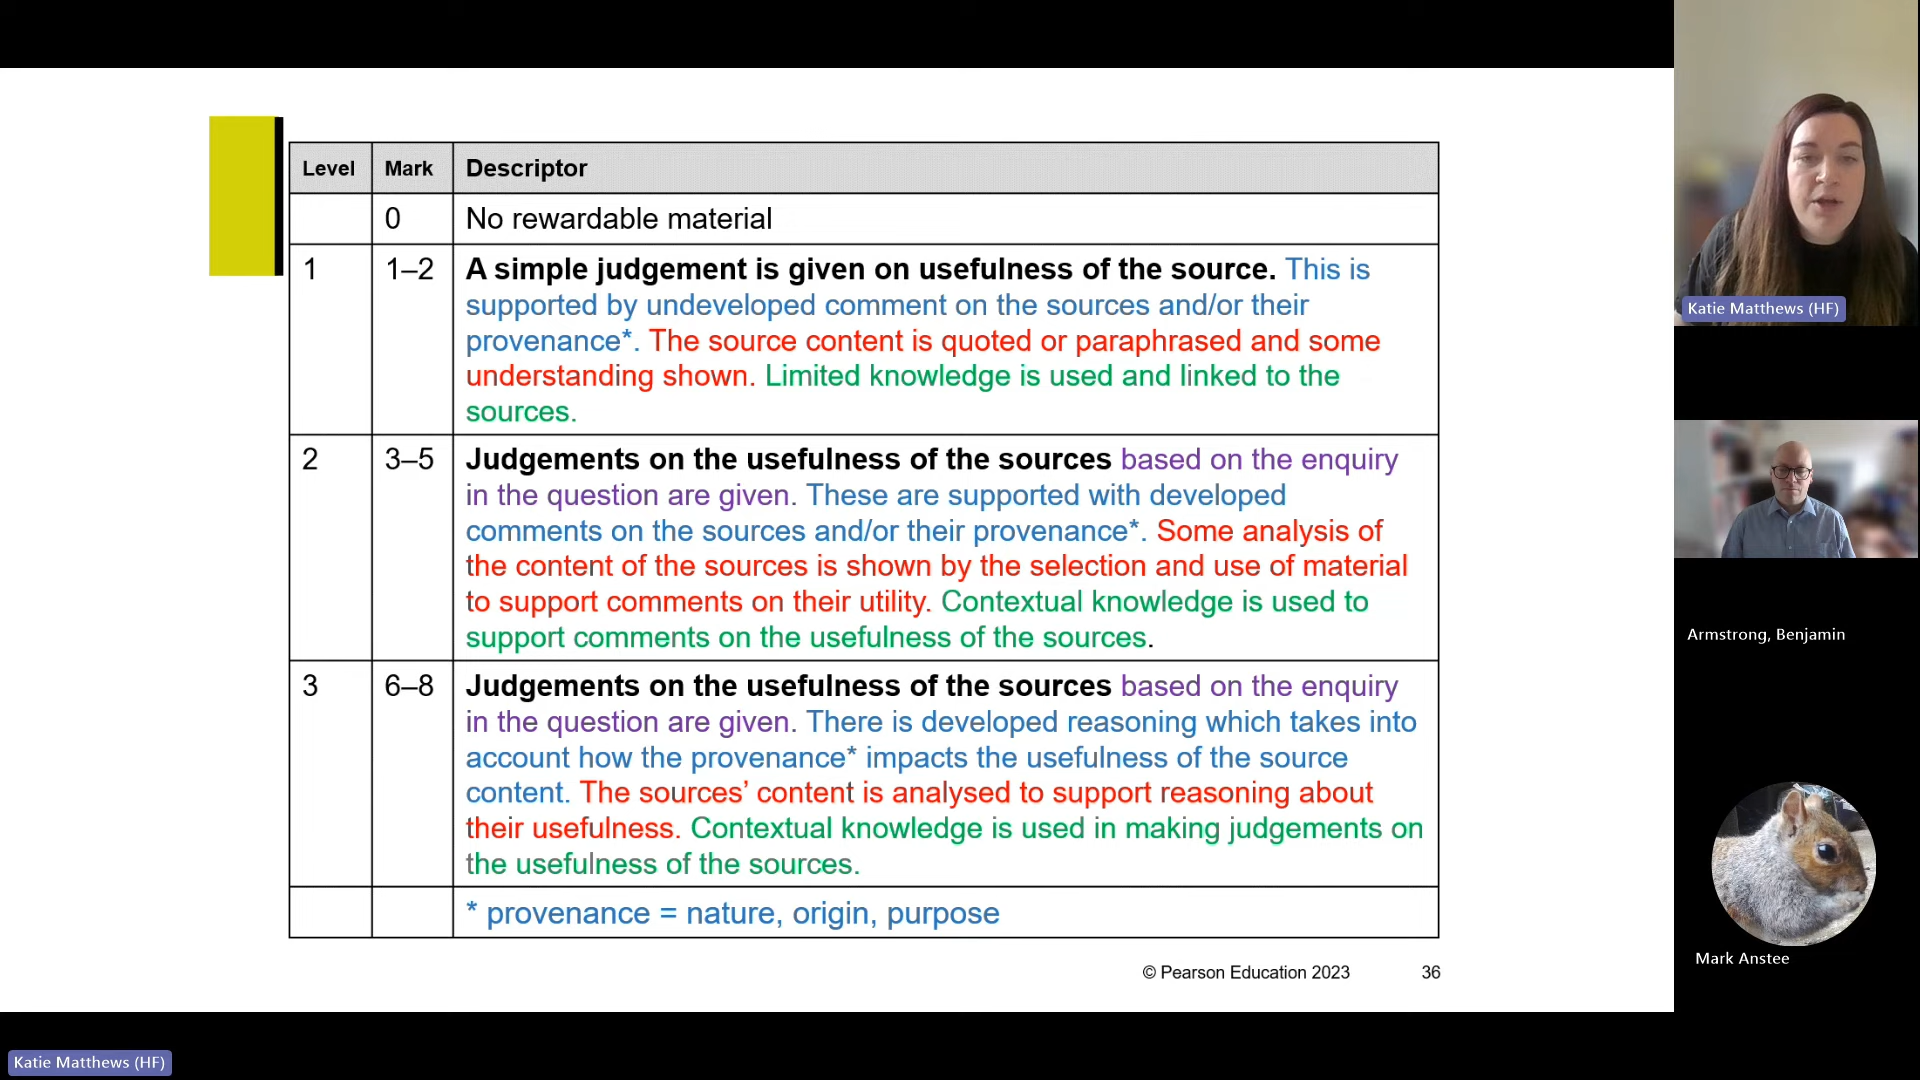 Level Mark Descriptor
0 No rewardable material
1 1–2 A simple judgement is given on usefulness of the source. This is
supported by undeveloped comment on the sources and/or their
provenance*. The source content is quoted or paraphrased and some
understanding shown. Limited knowledge is used and linked to the
sources.
2 3–5 Judgements on the usefulness of the sources based on the enquiry
in the question are given. These are supported with developed
comments on the sources and/or their provenance*. Some analysis of
the content of the sources is shown by the selection and use of material
to support comments on their utility. Contextual knowledge is used to
support comments on the usefulness of the sources.
3 6–8 Judgements on the usefulness of the sources based on the enquiry
in the question are given. There is developed reasoning which takes into
account how the provenance* impacts the usefulness of the source
content. The sources’ content is analysed to support reasoning about
their usefulness. Contextual knowledge is used in making judgements on
the usefulness of the sources.
* provenance = nature, origin, purpose
© Pearson Education 2023 36
Katie Matthews (HF)
Armstrong, Benjamin
Mark Anstee
Katie Matthews (HF)